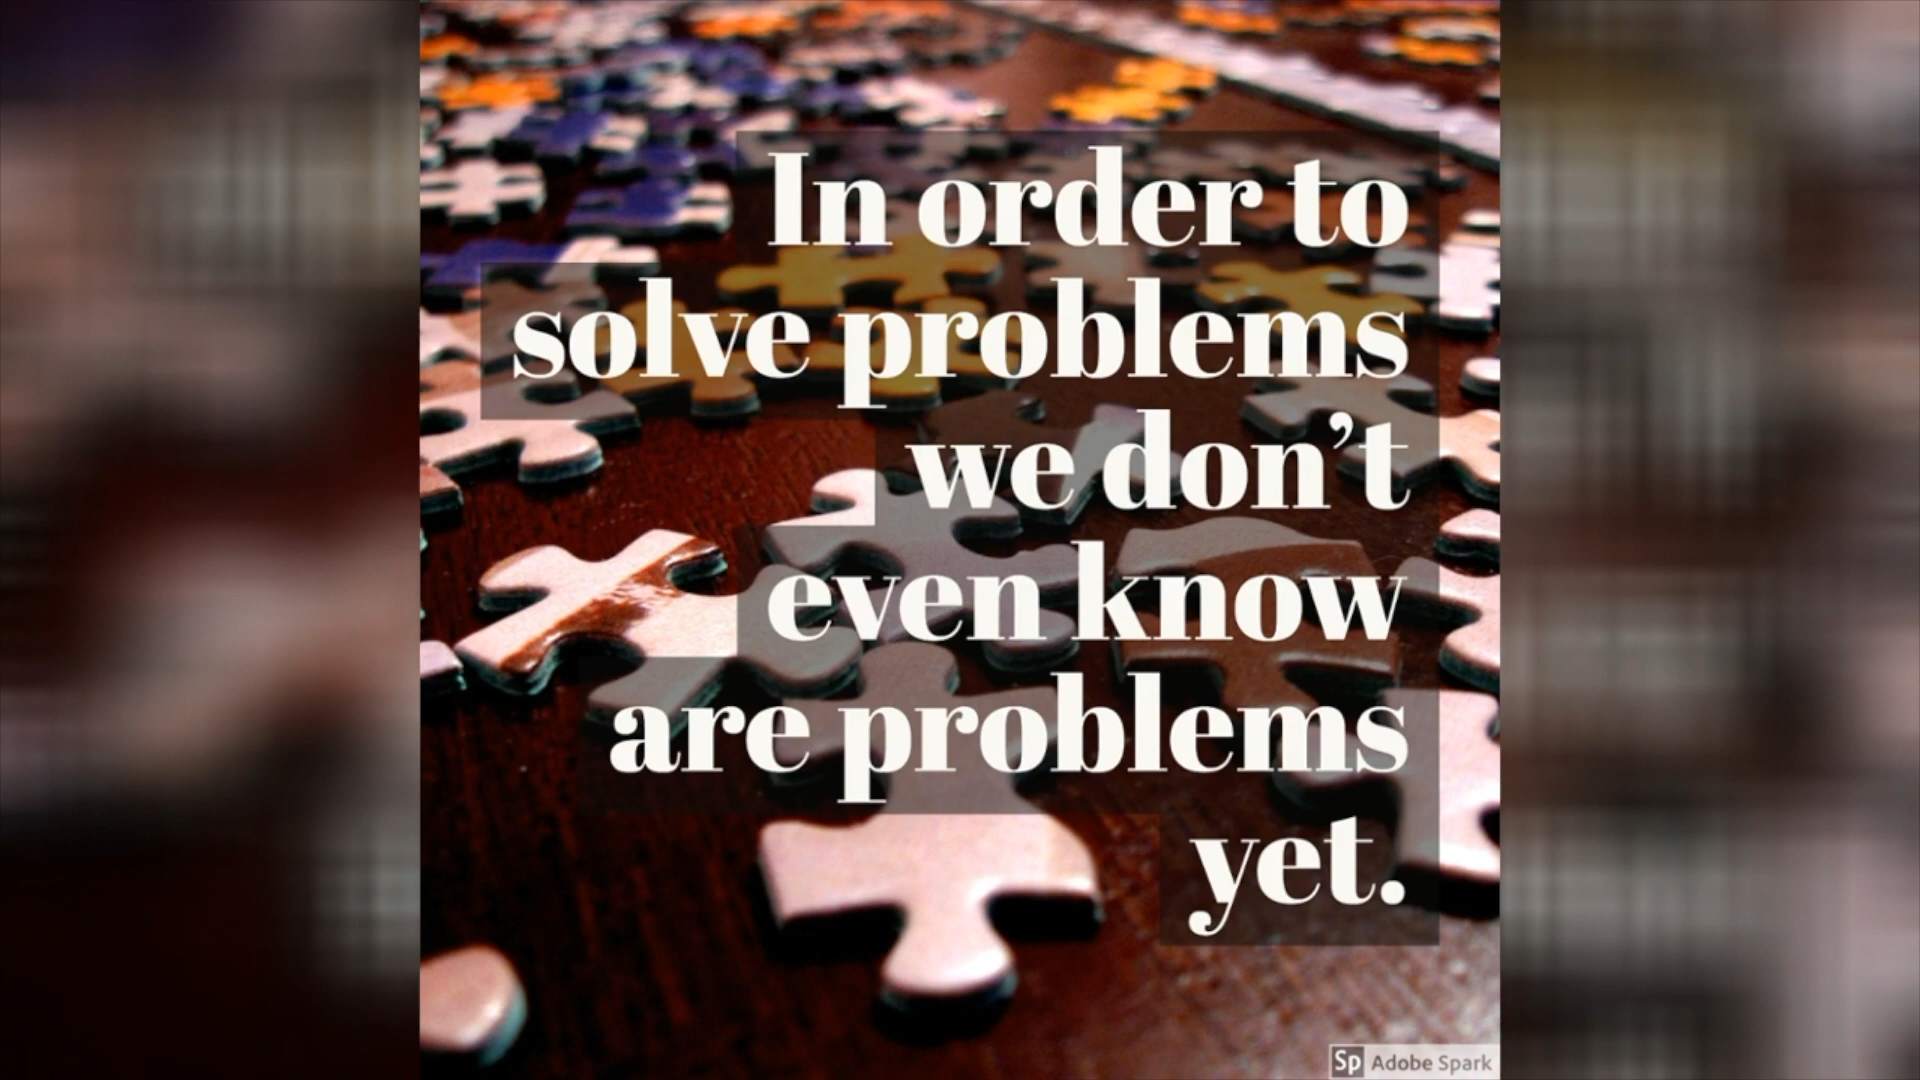 In order to
solve problems
we don’t
even know
are problems
yet.
Sp Adobe Spark